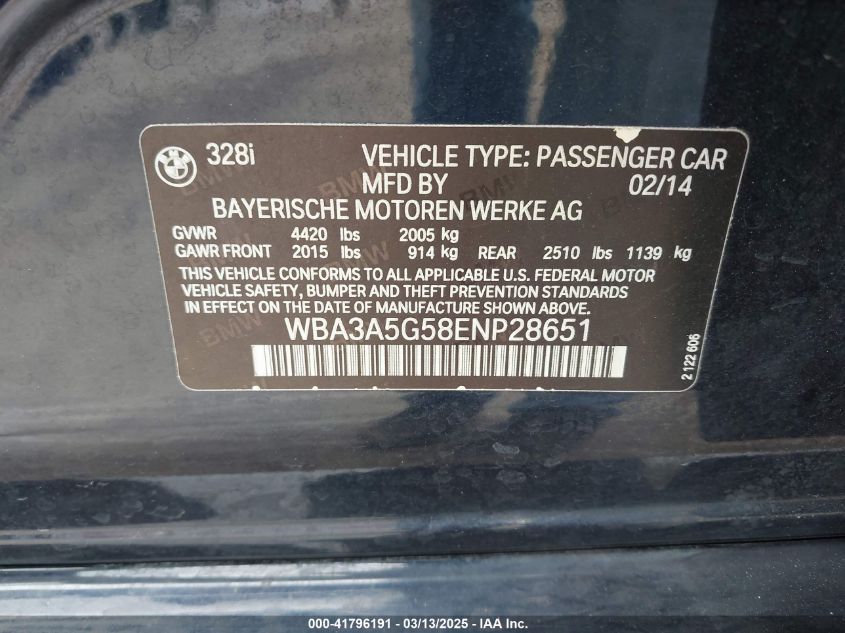 328i VEHICLE TYPE: PASSENGER CAR
MFD BY 02/14
BAYERISCHE MOTOREN WERKE AG
GVWR 4420 lbs 2005 kg
GAWR FRONT 2015 lbs 914 kg REAR 2510 lbs 1139 kg
THIS VEHICLE CONFORMS TO ALL APPLICABLE U.S. FEDERAL MOTOR
VEHICLE SAFETY, BUMPER AND THEFT PREVENTION STANDARDS
IN EFFECT ON THE DATE OF MANUFACTURE SHOWN ABOVE.
WBA3A5G58ENP28651
2 122 606
000-41796191 - 03/13/2025 - IAA Inc.